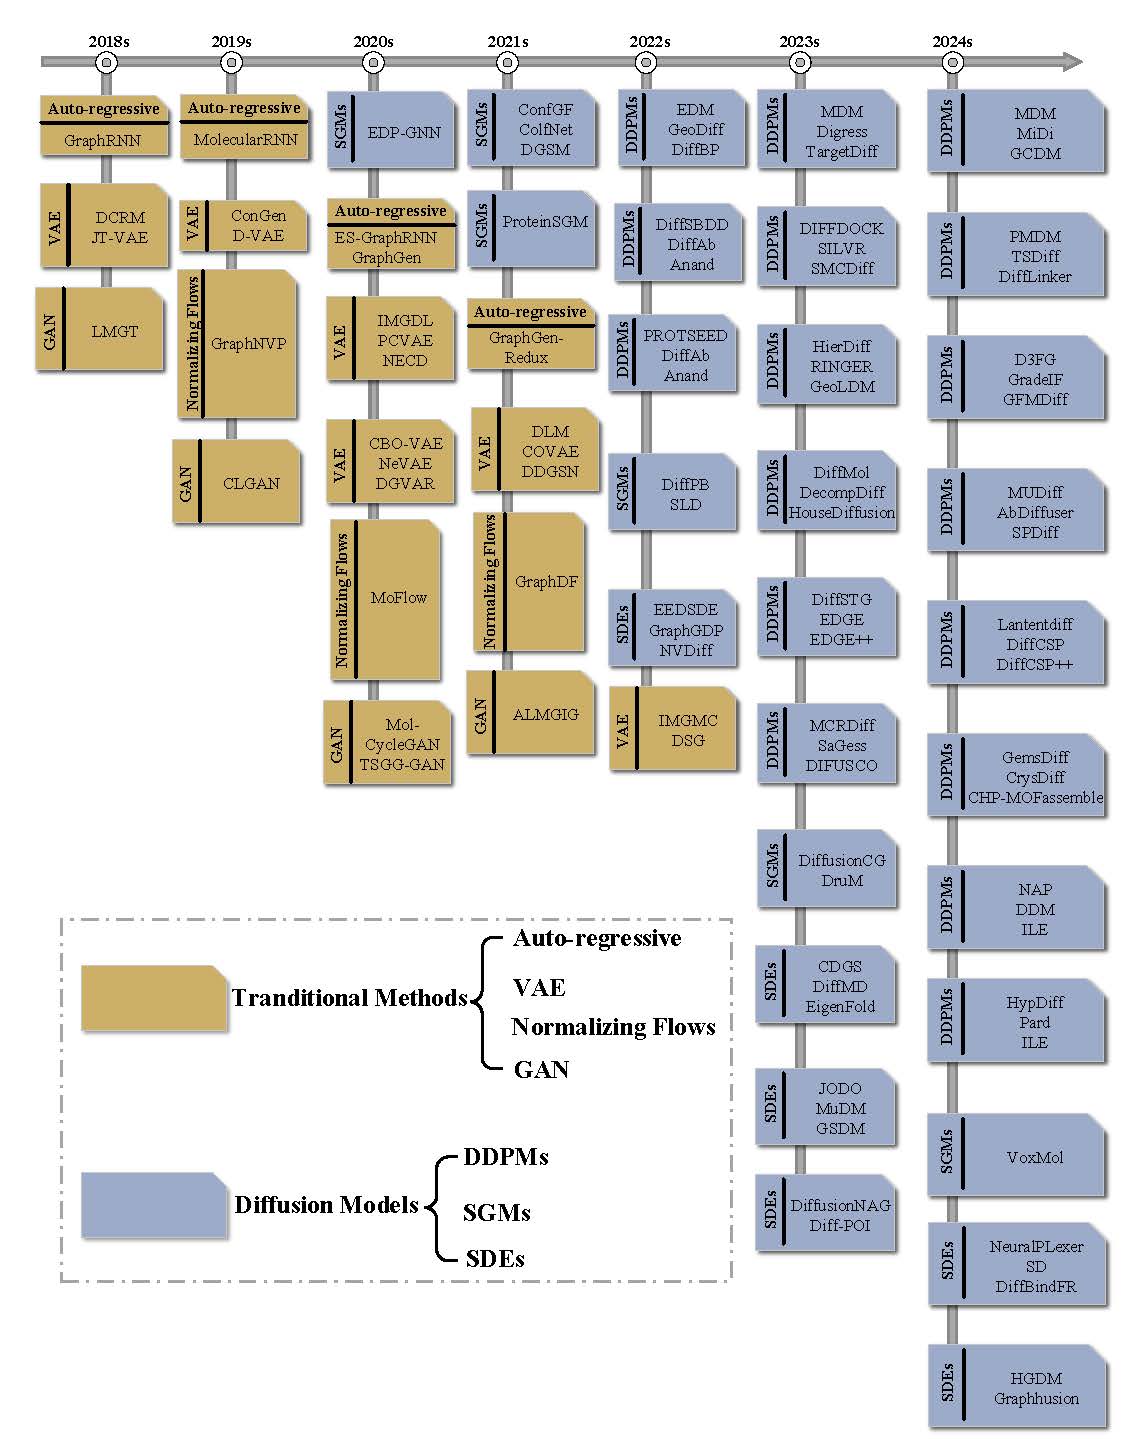 2018s
2019s
2020s
2021s
2022s
2023s
2024s
Auto-regressive
GraphRNN
VAE
DCRM
JT-VAE
GAN
LMGT
Auto-regressive
MolecularRNN
VAE
ConGen
D-VAE
Normalizing Flows
GraphNVP
GAN
CLGAN
SGMs
EDP-GNN
Auto-regressive
ES-GraphRNN
GraphGen
VAE
IMGDL
PCVAE
NECD
VAE
CBO-VAE
NeVAE
DGVAR
Normalizing Flows
MoFlow
GAN
Mol-
CycleGAN
TSGG-GAN
SGMs
ConfGF
ColfNet
DGSM
SGMs
ProteinSGM
Auto-regressive
GraphGen-
Redux
VAE
DLM
COVAE
DDGSN
Normalizing Flows
GraphDF
GAN
ALMGIG
DDPMs
EDM
GeoDiff
DiffBP
DDPMs
DiffSBDD
DiffAb
Anand
DDPMs
PROTSEED
DiffAb
Anand
SGMs
DiffPB
SLD
SDEs
EEDSDE
GraphGDP
NVDiff
VAE
IMGMC
DSG
DDPMs
MDM
Digress
TargetDiff
DDPMs
DIFFDOCK
SILVR
SMCDiff
DDPMs
HierDiff
RINGER
GeoLDM
DDPMs
DiffMol
DecompDiff
HouseDiffusion
DDPMs
DiffSTG
EDGE
EDGE++
DDPMs
MCRDiff
SaGess
DIFUSCO
SGMs
DiffusionCG
DruM
SDEs
CDGS
DiffMD
EigenFold
SDEs
JODO
MuDM
GSDM
SDEs
DiffusionNAG
Diff-POI
DDPMs
MDM
MiDi
GCDM
DDPMs
PMDM
TSDiff
DiffLinker
DDPMs
D3FG
GradeIF
GFMDiff
DDPMs
MUDiff
AbDiffuser
SPDiff
DDPMs
Lantentdiff
DiffCSP
DiffCSP++
DDPMs
GemsDiff
CrysDiff
CHP-MOFassemble
DDPMs
NAP
DDM
ILE
DDPMs
HypDiff
Pard
ILE
SGMs
VoxMol
SDEs
NeuralPLexer
SD
DiffBindFR
SDEs
HGDM
Graphhusion
Tranditional Methods
Auto-regressive
VAE
Normalizing Flows
GAN
Diffusion Models
DDPMs
SGMs
SDEs